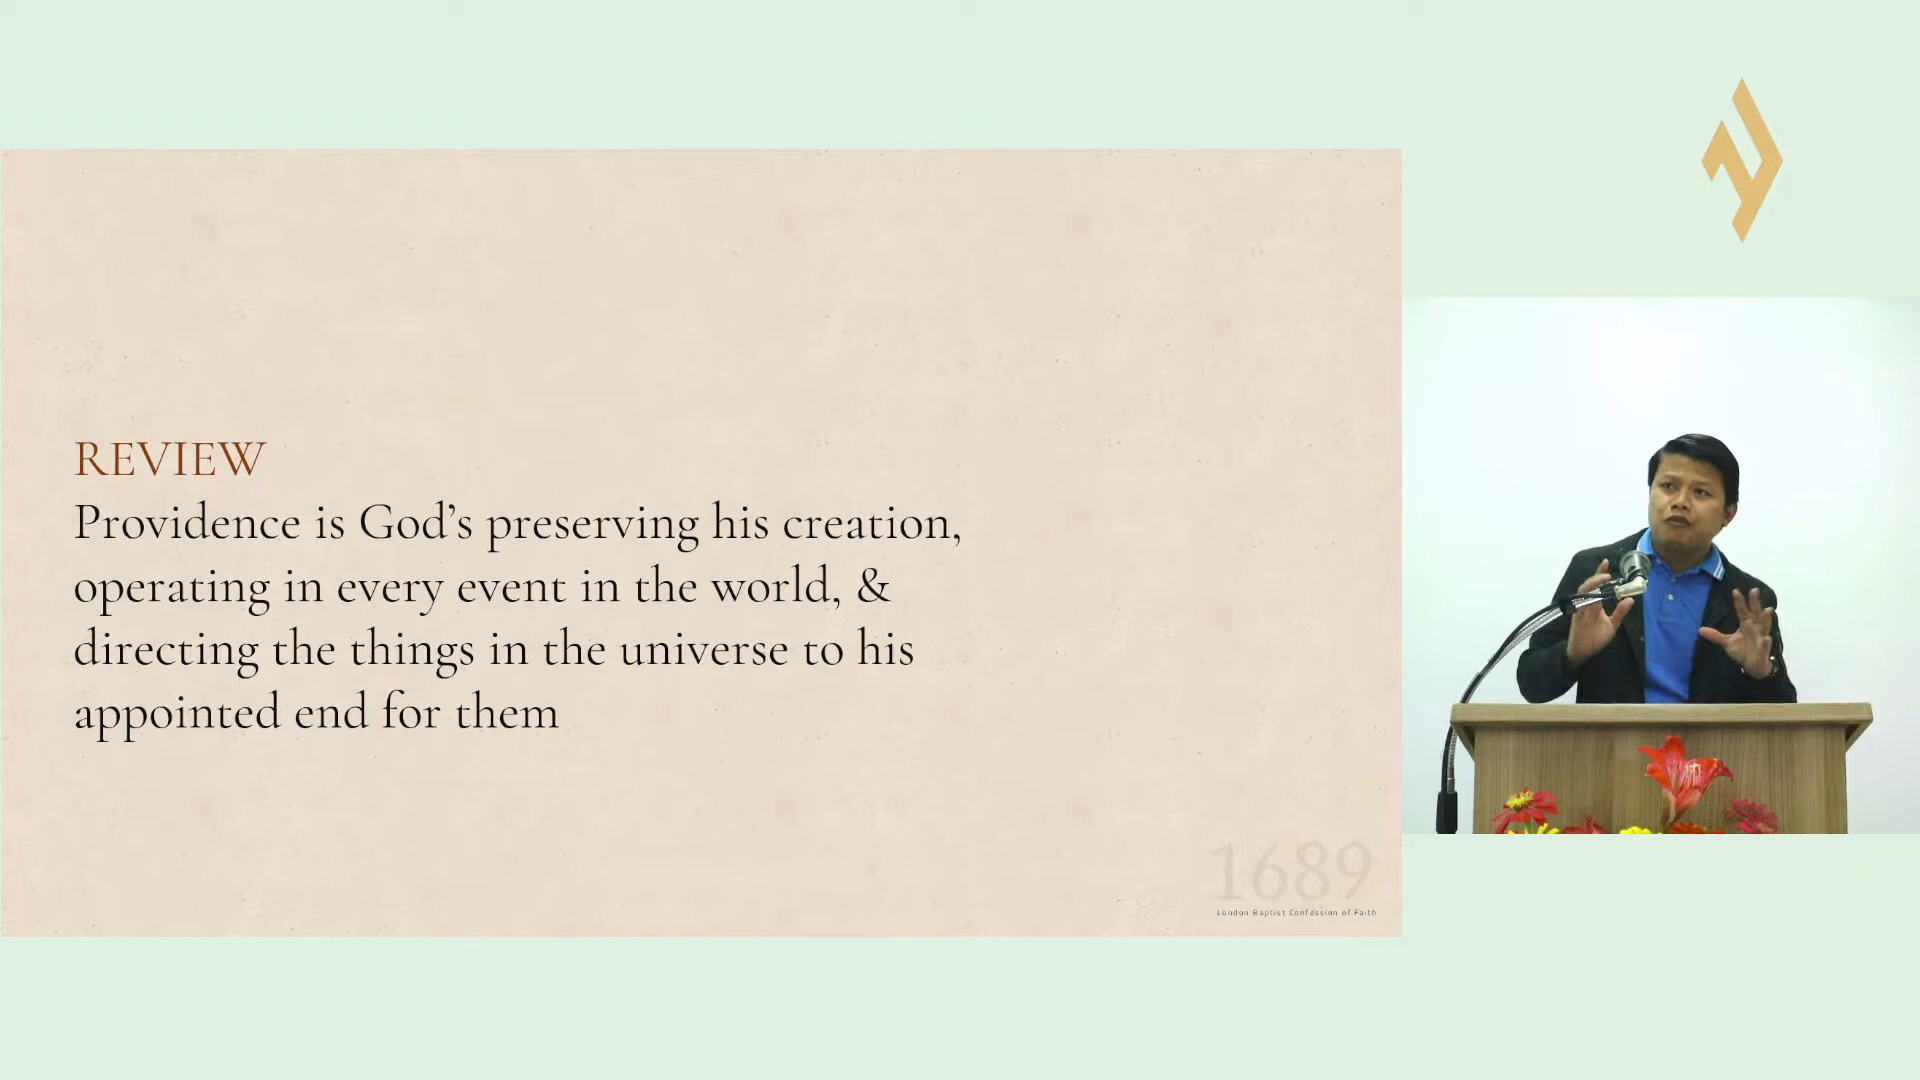 REVIEW
Providence is God’s preserving his creation,
operating in every event in the world, &
directing the things in the universe to his
appointed end for them
1689
London Baptist Confession of Faith